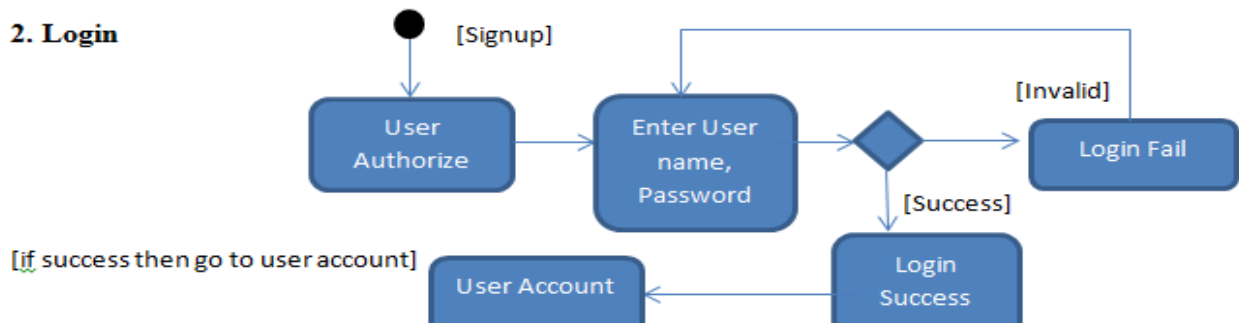 2. Login
[Signup]
[Invalid]
User
Authorize
Enter User
name,
Password
Login Fail
[Success]
[if success then go to user account]
User Account
Login
Success